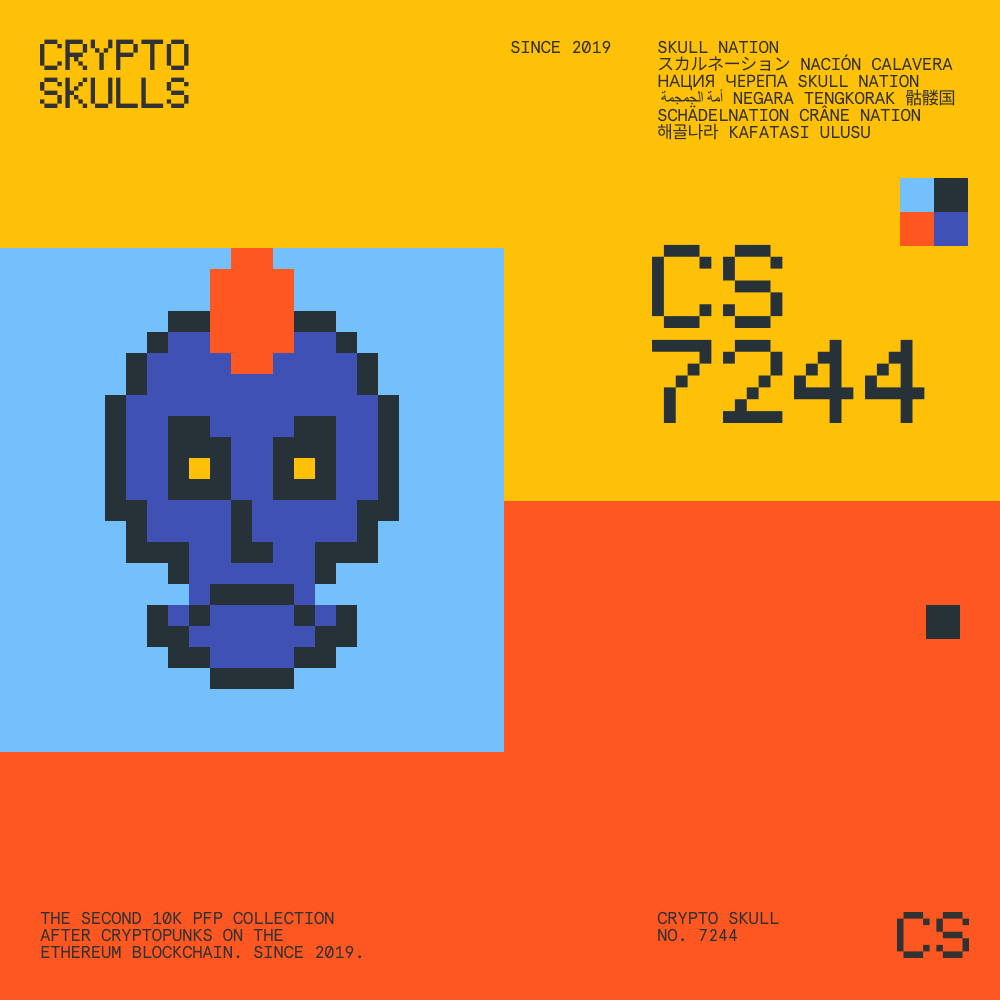 CRYPTO
SKULLS
SINCE 2019
SKULL NATION
スカルネーション NACIÓN CALAVERA
НАЦИЯ ЧЕРЕПА SKULL NATION
أمة الجمجمة NEGARA TENGKORAK 骷髅国
SCHÄDELNATION CRÂNE NATION
해골나라 KAFATASI ULUSU
CS
7244
THE SECOND 10K PFP COLLECTION
AFTER CRYPTOPUNKS ON THE
ETHEREUM BLOCKCHAIN. SINCE 2019.
CRYPTO SKULL
NO. 7244
CS